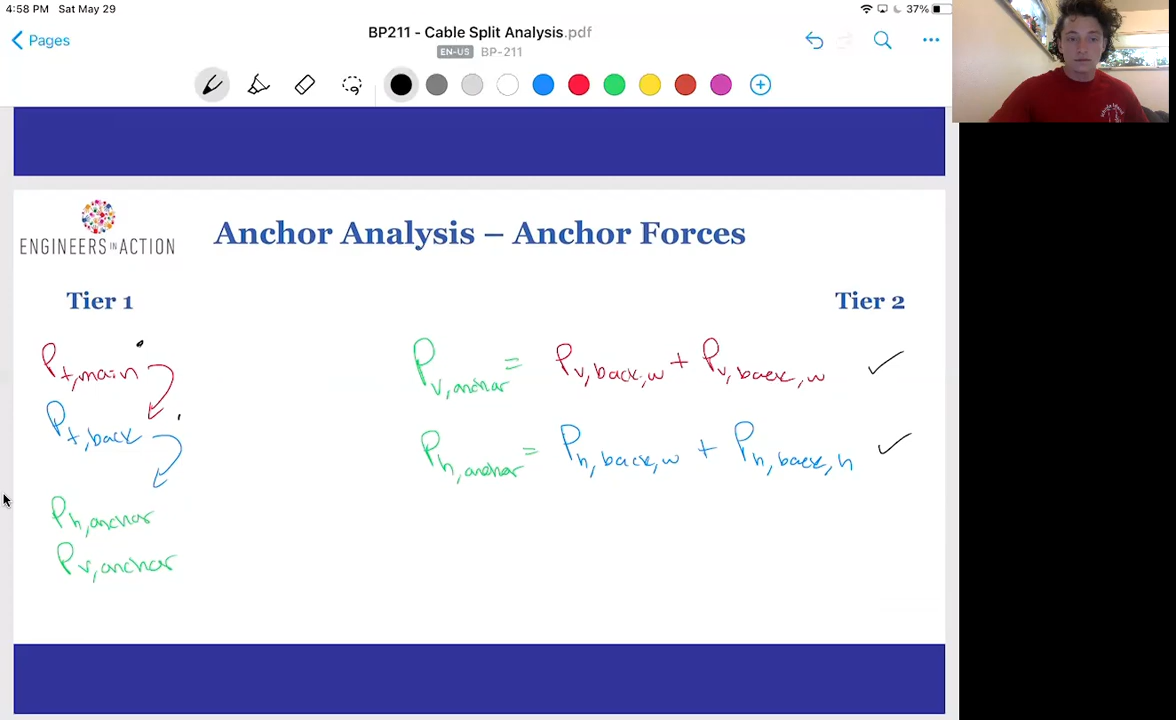 4:58 PM Sat May 29
37%
Pages
BP211 - Cable Split Analysis.pdf
EN-US BP-211
ENGINEERS IN ACTION
Anchor Analysis – Anchor Forces
Tier 1
Tier 2
Pt,main
Pt,back
Ph,anchor
Pv,anchor
Pv,anchor = Pv,back,w + Pv,back,w ✓
Ph,anchor = Ph,back,w + Ph,back,h ✓